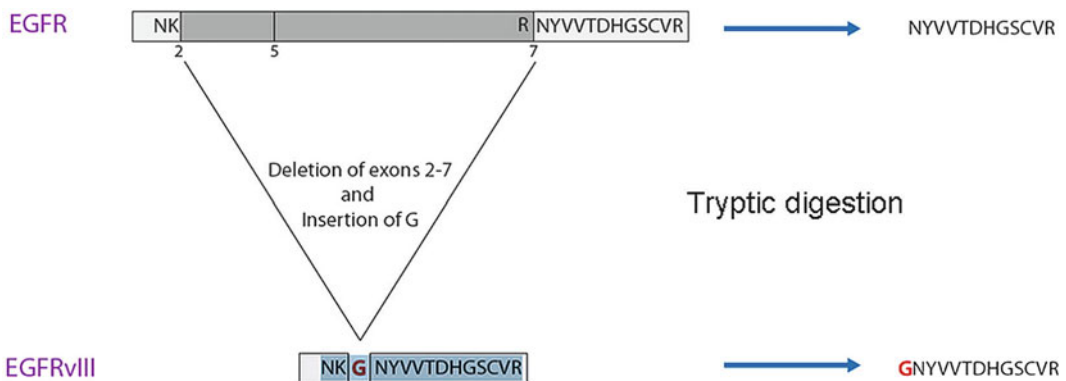 EGFR NK R NYVVTDHGSCVR NYVVTDHGSCVR
2 5 7
Deletion of exons 2-7
and
Insertion of G
Tryptic digestion
EGFRvIII NK G NYVVTDHGSCVR GNYVVTDHGSCVR